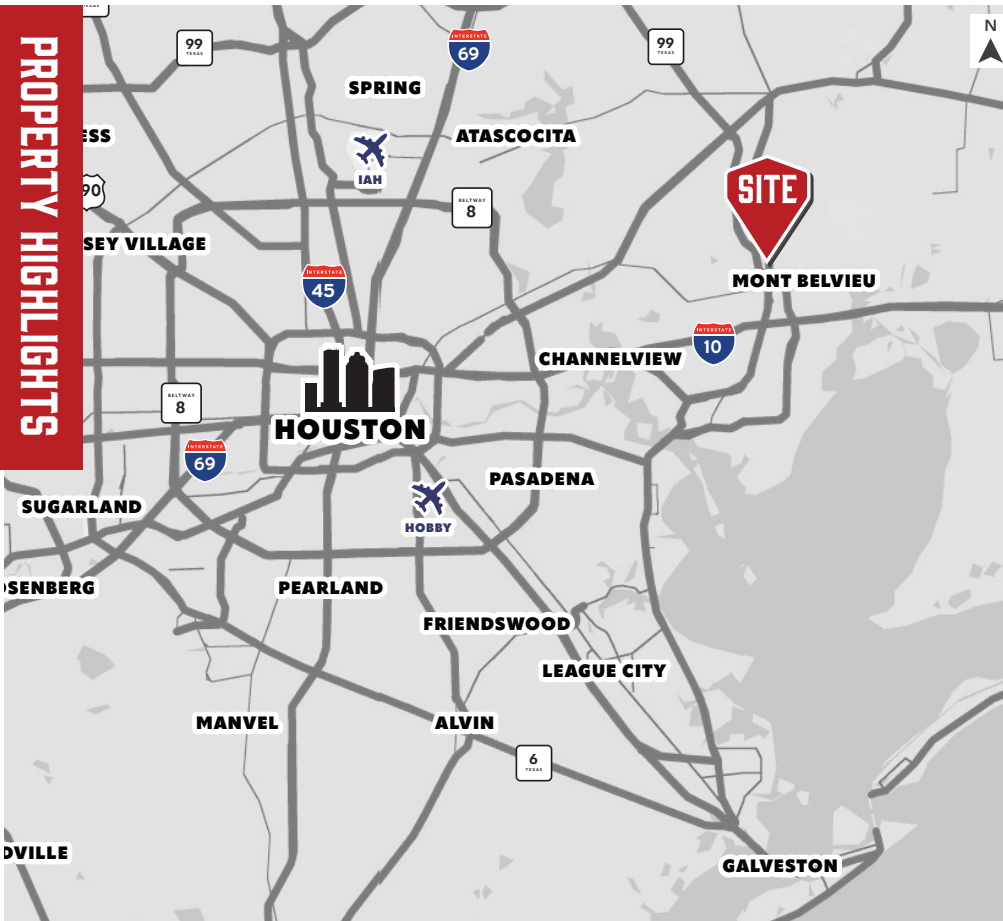 PROPERTY HIGHLIGHTS
TEXAS
99
TEXAS
INTERSTATE
69
99
TEXAS
N
SPRING
ESS
ATASCOCITA
IAH
90
BELTWAY
8
SITE
SEY VILLAGE
MONT BELVIEU
INTERSTATE
45
INTERSTATE
10
CHANNELVIEW
BELTWAY
8
HOUSTON
INTERSTATE
69
PASADENA
SUGARLAND
HOBBY
OSENBERG
PEARLAND
FRIENDSWOOD
LEAGUE CITY
MANVEL
ALVIN
6
TEXAS
DVILLE
GALVESTON